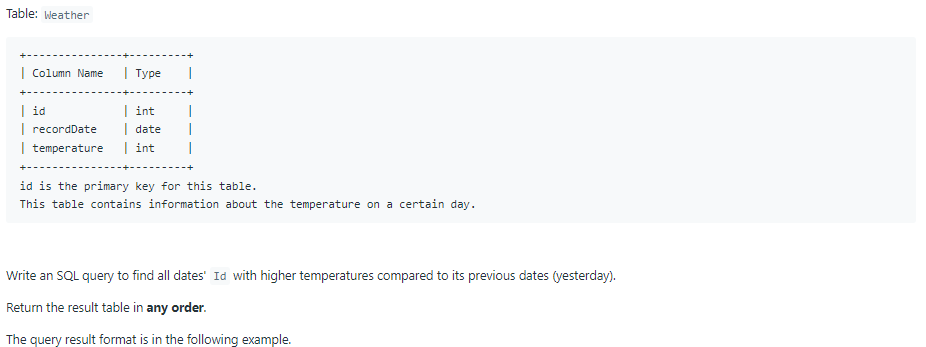 Table: Weather
+---------------+---------+
| Column Name   | Type    |
+---------------+---------+
| id            | int     |
| recordDate    | date    |
| temperature   | int     |
+---------------+---------+
id is the primary key for this table.
This table contains information about the temperature on a certain day.
Write an SQL query to find all dates' Id with higher temperatures compared to its previous dates (yesterday).
Return the result table in any order.
The query result format is in the following example.